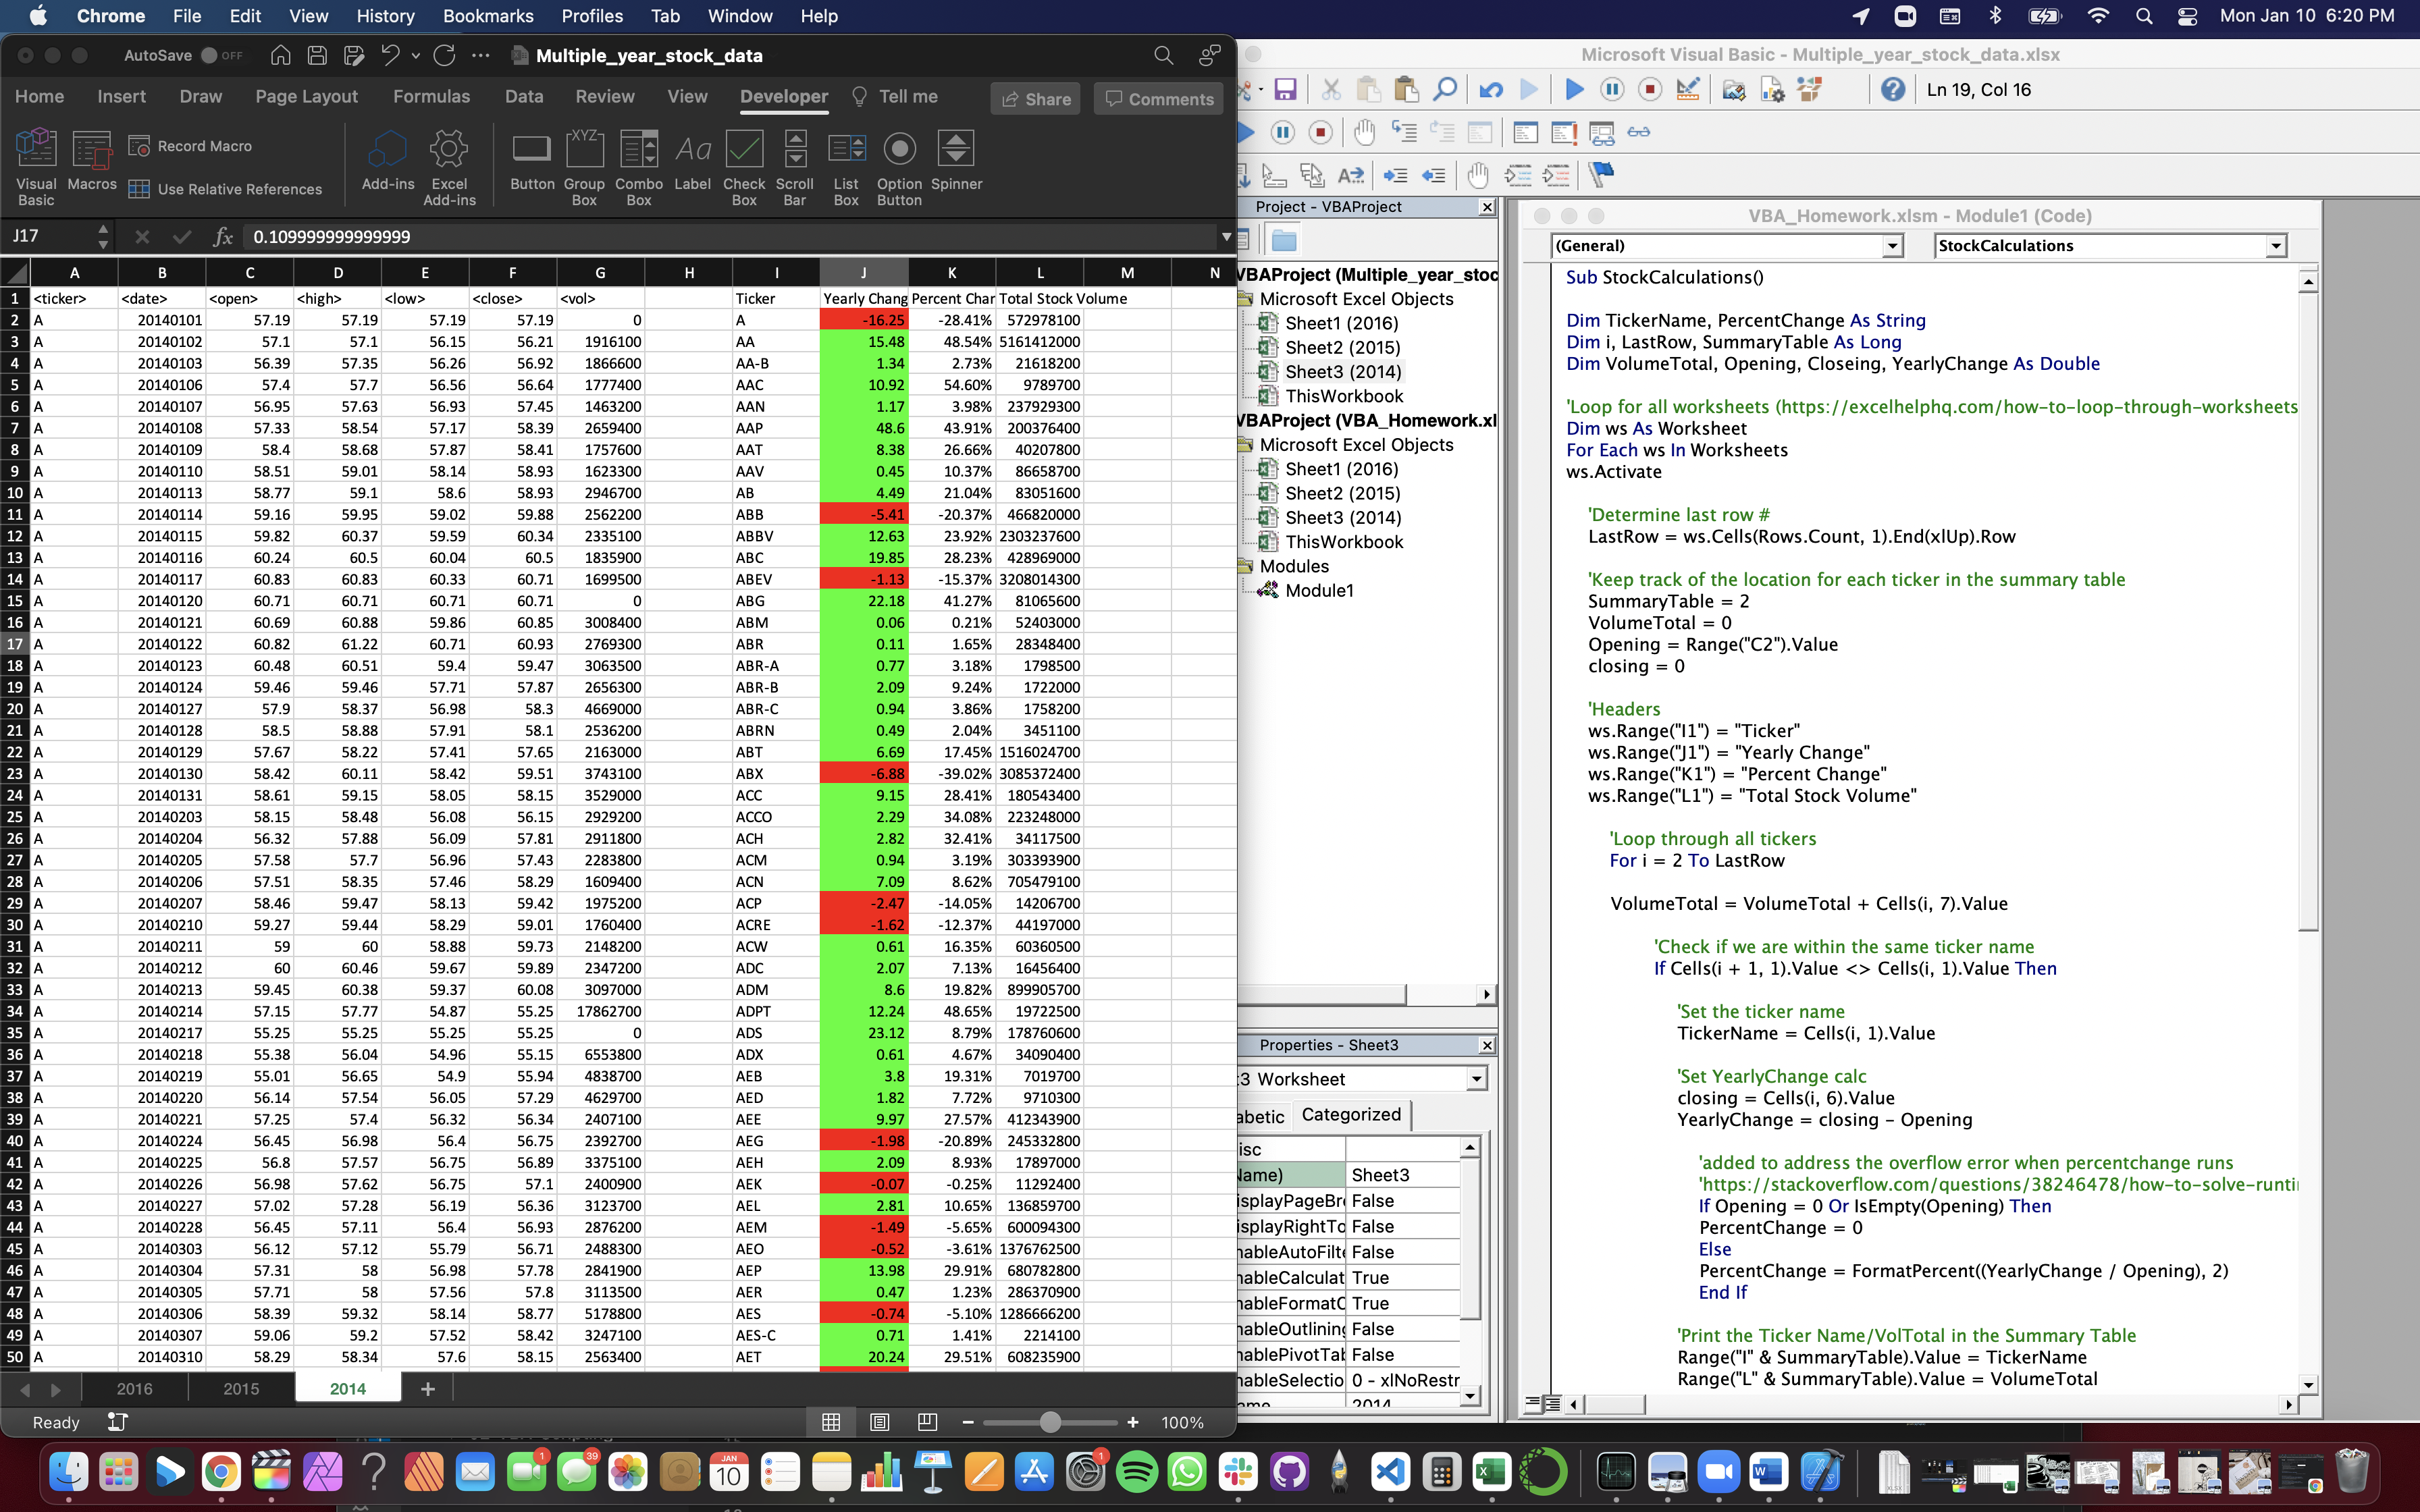 Chrome File Edit View History Bookmarks Profiles Tab Window Help Mon Jan 10 6:20 PM
AutoSave OFF Multiple_year_stock_data
Home Insert Draw Page Layout Formulas Data Review View Developer Tell me Share Comments
Visual Basic Macros Record Macro Use Relative References Add-ins Excel Add-ins Button Group Box Combo Box Label Check Box Scroll Bar List Box Option Button Spinner
J17 fx 0.109999999999999
A B C D E F G H I J K L M N
1 <ticker> <date> <open> <high> <low> <close> <vol> Ticker Yearly Chang Percent Char Total Stock Volume
2 A 20140101 57.19 57.19 57.19 57.19 0 A -16.25 -28.41% 572978100
3 A 20140102 57.1 57.1 56.15 56.21 1916100 AA 15.48 48.54% 5161412000
4 A 20140103 56.39 57.35 56.26 56.92 1866600 AA-B 1.34 2.73% 21618200
5 A 20140106 57.4 57.7 56.56 56.64 1777400 AAC 10.92 54.60% 9789700
6 A 20140107 56.95 57.63 56.93 57.45 1463200 AAN 1.17 3.98% 237929300
7 A 20140108 57.33 58.54 57.17 58.39 2659400 AAP 48.6 43.91% 200376400
8 A 20140109 58.4 58.68 57.87 58.41 1757600 AAT 8.38 26.66% 40207800
9 A 20140110 58.51 59.01 58.14 58.93 1623300 AAV 0.45 10.37% 86658700
10 A 20140113 58.77 59.1 58.6 58.93 2946700 AB 4.49 21.04% 83051600
11 A 20140114 59.16 59.95 59.02 59.88 2562200 ABB -5.41 -20.37% 466820000
12 A 20140115 59.82 60.37 59.59 60.34 2335100 ABBV 12.63 23.92% 2303237600
13 A 20140116 60.24 60.5 60.04 60.5 1835900 ABC 19.85 28.23% 428969000
14 A 20140117 60.83 60.83 60.33 60.71 1699500 ABEV -1.13 -15.37% 3208014300
15 A 20140120 60.71 60.71 60.71 60.71 0 ABG 22.18 41.27% 81065600
16 A 20140121 60.69 60.88 59.86 60.85 3008400 ABM 0.06 0.21% 52403000
17 A 20140122 60.82 61.22 60.71 60.93 2769300 ABR 0.11 1.65% 28348400
18 A 20140123 60.48 60.51 59.4 59.47 3063500 ABR-A 0.77 3.18% 1798500
19 A 20140124 59.46 59.46 57.71 57.87 2656300 ABR-B 2.09 9.24% 1722000
20 A 20140127 57.9 58.37 56.98 58.3 4669000 ABR-C 0.94 3.86% 1758200
21 A 20140128 58.5 58.88 57.91 58.1 2536200 ABRN 0.49 2.04% 3451100
22 A 20140129 57.67 58.22 57.41 57.65 2163000 ABT 6.69 17.45% 1516024700
23 A 20140130 58.42 60.11 58.42 59.51 3743100 ABX -6.88 -39.02% 3085372400
24 A 20140131 58.61 59.15 58.05 58.15 3529000 ACC 9.15 28.41% 180543400
25 A 20140203 58.15 58.48 56.08 56.15 2929200 ACCO 2.29 34.08% 223248000
26 A 20140204 56.32 57.88 56.09 57.81 2911800 ACH 2.82 32.41% 34117500
27 A 20140205 57.58 57.7 56.96 57.43 2283800 ACM 0.94 3.19% 303393900
28 A 20140206 57.51 58.35 57.46 58.29 1609400 ACN 7.09 8.62% 705479100
29 A 20140207 58.46 59.47 58.13 59.42 1975200 ACP -2.47 -14.05% 14206700
30 A 20140210 59.27 59.44 58.29 59.01 1760400 ACRE -1.62 -12.37% 44197000
31 A 20140211 59 60 58.88 59.73 2148200 ACW 0.61 16.35% 60360500
32 A 20140212 60 60.46 59.67 59.89 2347200 ADC 2.07 7.13% 16456400
33 A 20140213 59.45 60.38 59.37 60.08 3097000 ADM 8.6 19.82% 899905700
34 A 20140214 57.15 57.77 54.87 55.25 17862700 ADPT 12.24 48.65% 19722500
35 A 20140217 55.25 55.25 55.25 55.25 0 ADS 23.12 8.79% 178760600
36 A 20140218 55.38 56.04 54.96 55.15 6553800 ADX 0.61 4.67% 34090400
37 A 20140219 55.01 56.65 54.9 55.94 4838700 AEB 3.8 19.31% 7019700
38 A 20140220 56.14 57.54 56.05 57.29 4629700 AED 1.82 7.72% 9710300
39 A 20140221 57.25 57.4 56.32 56.34 2407100 AEE 9.97 27.57% 412343900
40 A 20140224 56.45 56.98 56.4 56.75 2392700 AEG -1.98 -20.89% 245332800
41 A 20140225 56.8 57.57 56.75 56.89 3375100 AEH 2.09 8.93% 17897000
42 A 20140226 56.98 57.62 56.75 57.1 2400900 AEK -0.07 -0.25% 11292400
43 A 20140227 57.02 57.28 56.19 56.36 3123700 AEL 2.81 10.65% 136859700
44 A 20140228 56.45 57.11 56.4 56.93 2876200 AEM -1.49 -5.65% 600094300
45 A 20140303 56.12 57.12 55.79 56.71 2488300 AEO -0.52 -3.61% 1376762500
46 A 20140304 57.31 58 56.98 57.78 2841900 AEP 13.98 29.91% 680782800
47 A 20140305 57.71 58 57.56 57.8 3113500 AER 0.47 1.23% 286370900
48 A 20140306 58.39 59.32 58.14 58.77 5178800 AES -0.74 -5.10% 1286666200
49 A 20140307 59.06 59.2 57.52 58.42 3247100 AES-C 0.71 1.41% 2214100
50 A 20140310 58.29 58.34 57.6 58.15 2563400 AET 20.24 29.51% 608235900
2016 2015 2014 +
Ready 100%
Microsoft Visual Basic - Multiple_year_stock_data.xlsx
Ln 19, Col 16
Project - VBAProject
VBAProject (Multiple_year_stoc
Microsoft Excel Objects
Sheet1 (2016)
Sheet2 (2015)
Sheet3 (2014)
ThisWorkbook
VBAProject (VBA_Homework.xl
Microsoft Excel Objects
Sheet1 (2016)
Sheet2 (2015)
Sheet3 (2014)
ThisWorkbook
Modules
Module1
Properties - Sheet3
:3 Worksheet
abetic Categorized
isc
Name) Sheet3
isplayPageBr False
isplayRightTo False
nableAutoFilt False
nableCalculat True
nableFormatC True
nableOutlining False
nablePivotTal False
nableSelectio 0 - xlNoRestr
ame 2014
VBA_Homework.xlsm - Module1 (Code)
(General) StockCalculations
Sub StockCalculations()
Dim TickerName, PercentChange As String
Dim i, LastRow, SummaryTable As Long
Dim VolumeTotal, Opening, Closeing, YearlyChange As Double
'Loop for all worksheets (https://excelhelphq.com/how-to-loop-through-worksheets
Dim ws As Worksheet
For Each ws In Worksheets
ws.Activate
'Determine last row #
LastRow = ws.Cells(Rows.Count, 1).End(xlUp).Row
'Keep track of the location for each ticker in the summary table
SummaryTable = 2
VolumeTotal = 0
Opening = Range("C2").Value
closing = 0
'Headers
ws.Range("I1") = "Ticker"
ws.Range("J1") = "Yearly Change"
ws.Range("K1") = "Percent Change"
ws.Range("L1") = "Total Stock Volume"
'Loop through all tickers
For i = 2 To LastRow
VolumeTotal = VolumeTotal + Cells(i, 7).Value
'Check if we are within the same ticker name
If Cells(i + 1, 1).Value <> Cells(i, 1).Value Then
'Set the ticker name
TickerName = Cells(i, 1).Value
'Set YearlyChange calc
closing = Cells(i, 6).Value
YearlyChange = closing - Opening
'added to address the overflow error when percentchange runs
'https://stackoverflow.com/questions/38246478/how-to-solve-runti
If Opening = 0 Or IsEmpty(Opening) Then
PercentChange = 0
Else
PercentChange = FormatPercent((YearlyChange / Opening), 2)
End If
'Print the Ticker Name/VolTotal in the Summary Table
Range("I" & SummaryTable).Value = TickerName
Range("L" & SummaryTable).Value = VolumeTotal
1 39 JAN 10 1